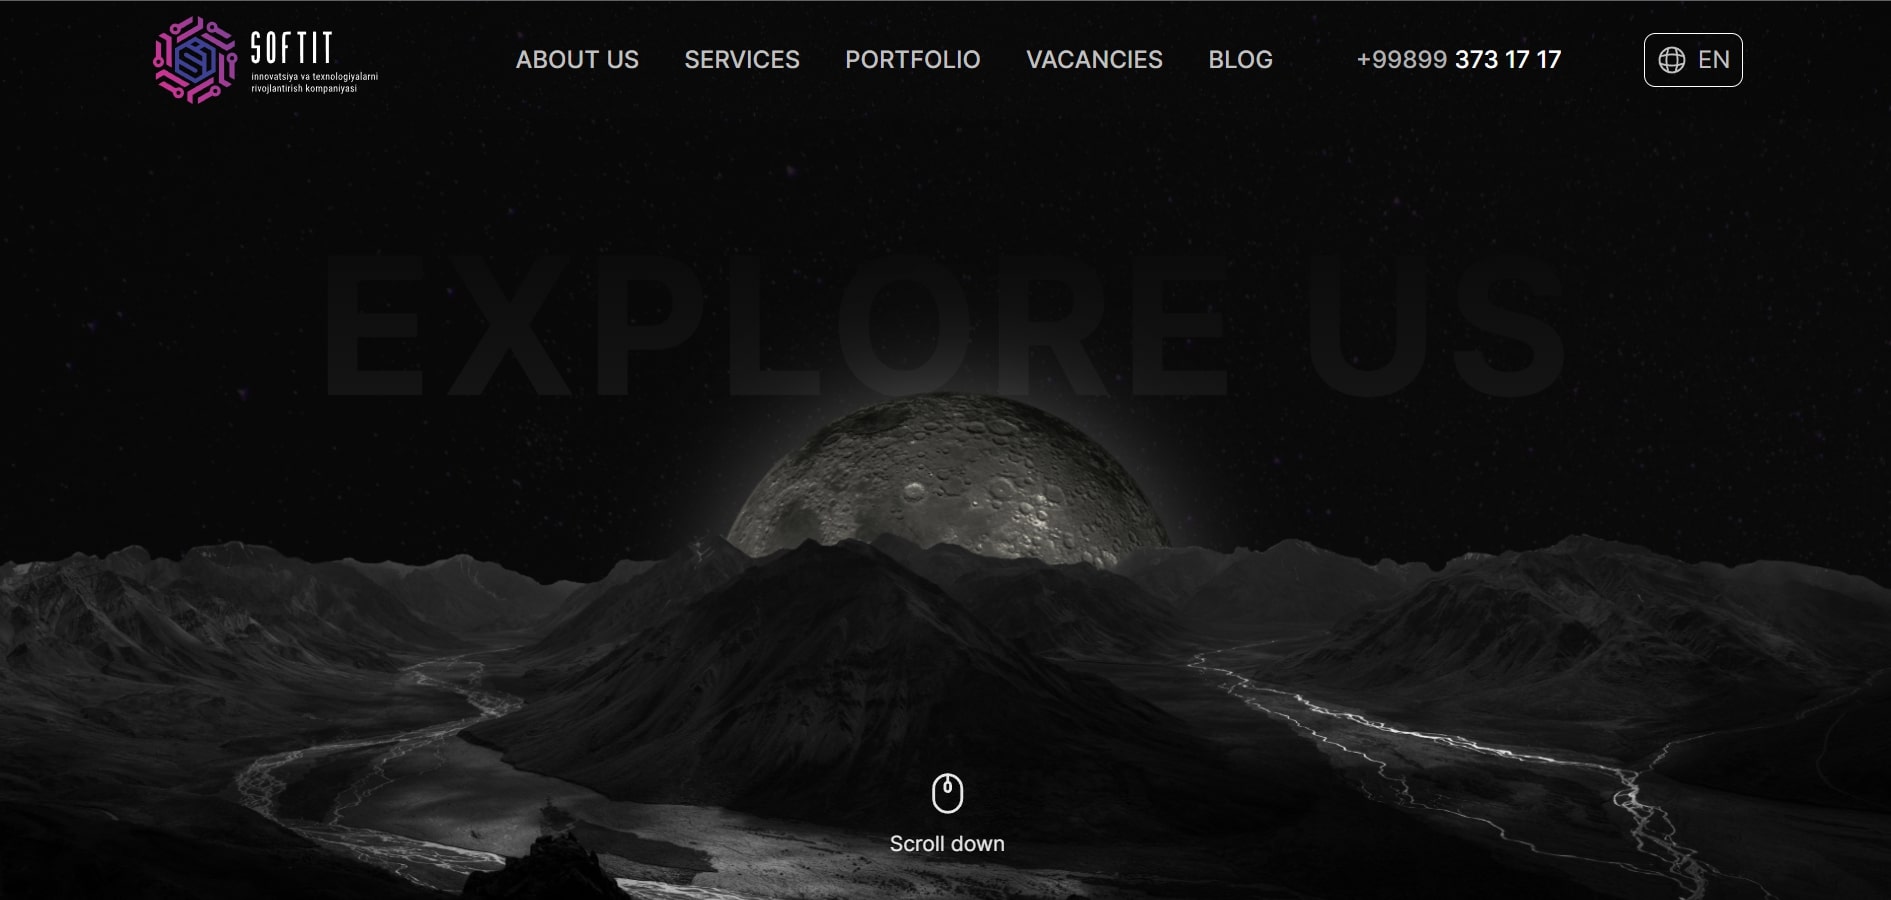 SOFTIT
innovatsiya va texnologiyalarni
rivojlantirish kompaniyasi
ABOUT US SERVICES PORTFOLIO VACANCIES BLOG +99899 373 17 17 EN
EXPLORE US
Scroll down